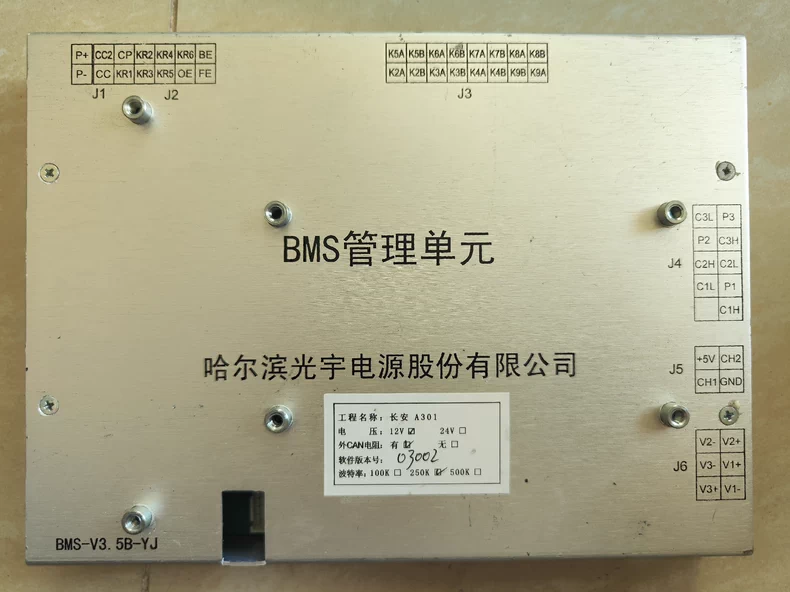 P+ CC2 CP KR2 KR4 KR6 BE
P- CC KR1 KR3 KR5 OE FE
J1 J2
K5A K5B K6A K6B K7A K7B K8A K8B
K2A K2B K3A K3B K4A K4B K9B K9A
J3
BMS管理单元
哈尔滨光宇电源股份有限公司
C3L P3
P2 C3H
C2H C2L
C1L P1
C1H
J4
+5V CH2
CH1 GND
J5
V2- V2+
V3- V1+
V3+ V1-
J6
工程名称: 长安 A301
电 压: 12V ☑ 24V □
外CAN电阻: 有 ☑ 无 □
软件版本号: 03002
波特率: 100K □ 250K ☑ 500K □
BMS-V3.5B-YJ